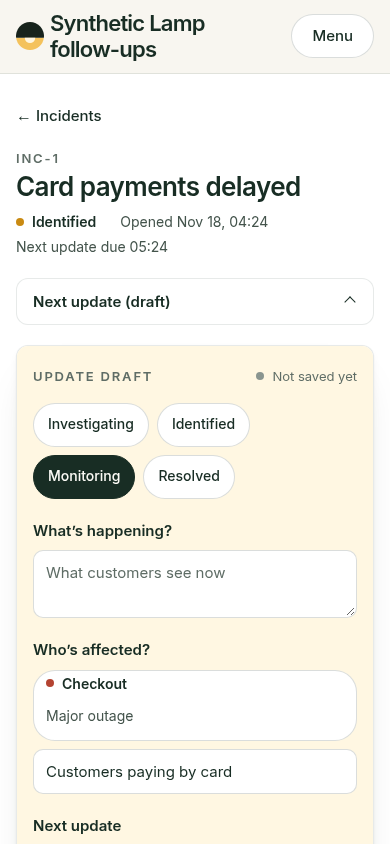 Synthetic Lamp
follow-ups
Menu
← Incidents
INC-1
Card payments delayed
Identified Opened Nov 18, 04:24
Next update due 05:24
Next update (draft)
UPDATE DRAFT Not saved yet
Investigating Identified
Monitoring Resolved
What's happening?
What customers see now
Who's affected?
Checkout
Major outage
Customers paying by card
Next update